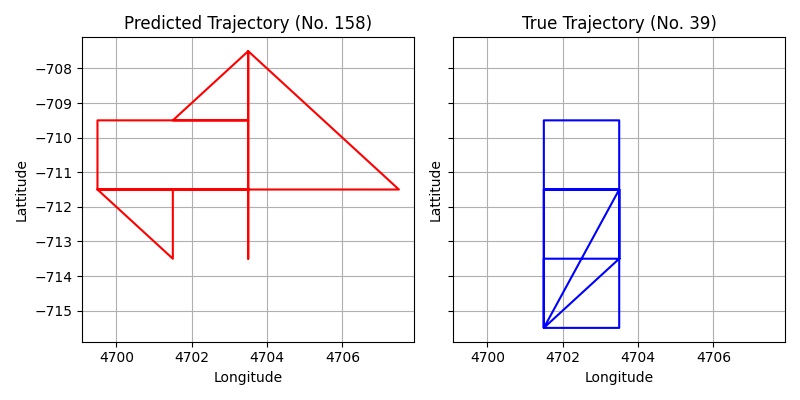 Predicted Trajectory (No. 158)
True Trajectory (No. 39)
−708
−709
−710
−711
−712
−713
−714
−715
Lattitude
Lattitude
4700 4702 4704 4706
4700 4702 4704 4706
Longitude
Longitude